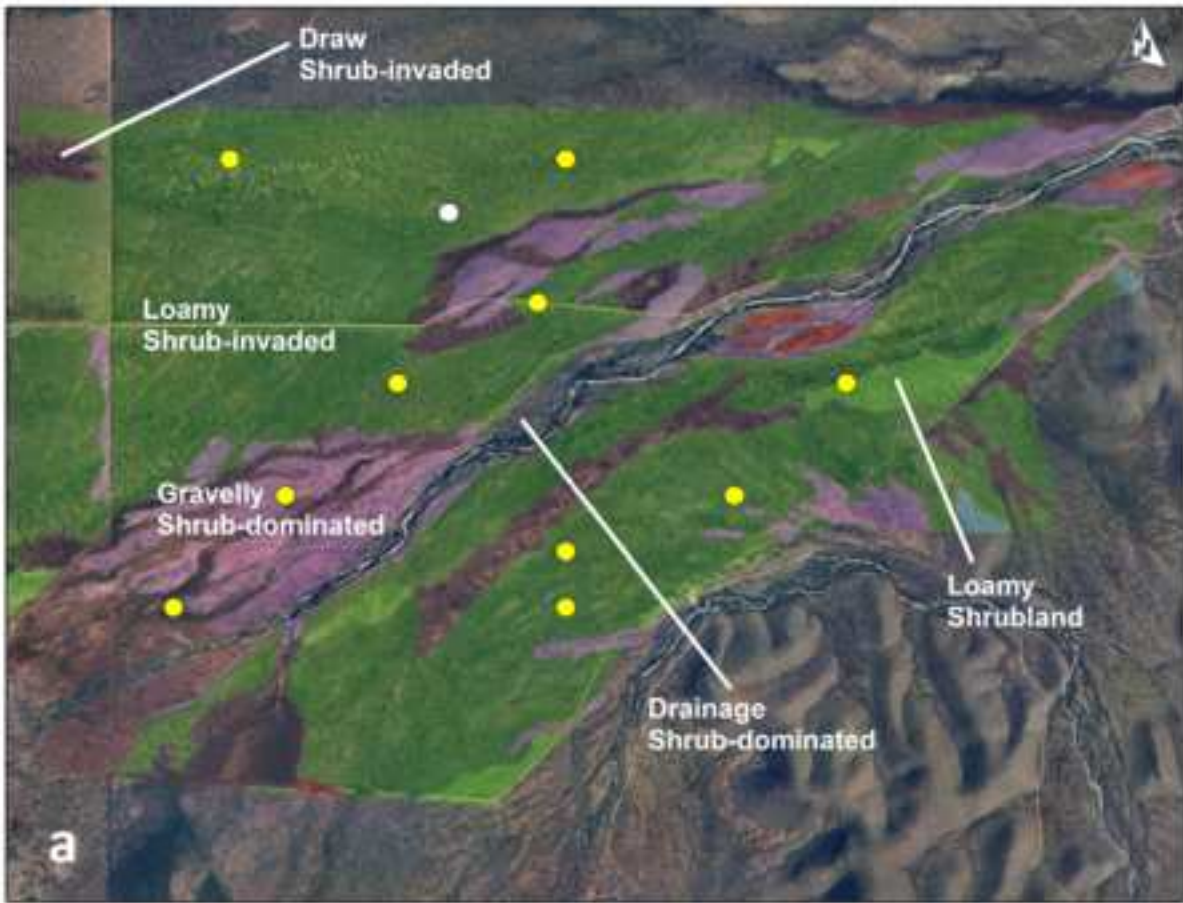 Draw
Shrub-invaded
Loamy
Shrub-invaded
Gravelly
Shrub-dominated
Loamy
Shrubland
Drainage
Shrub-dominated
a